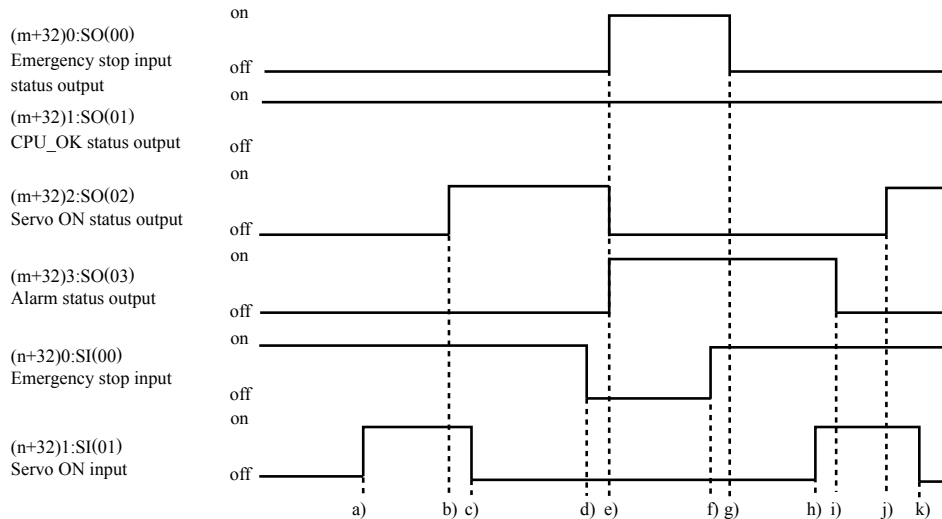 on
(m+32)0:SO(00)
Emergency stop input
status output
off
on
(m+32)1:SO(01)
CPU_OK status output
off
on
(m+32)2:SO(02)
Servo ON status output
off
on
(m+32)3:SO(03)
Alarm status output
off
on
(n+32)0:SI(00)
Emergency stop input
off
on
(n+32)1:SI(01)
Servo ON input
off
a) b) c) d) e) f) g) h) i) j) k)